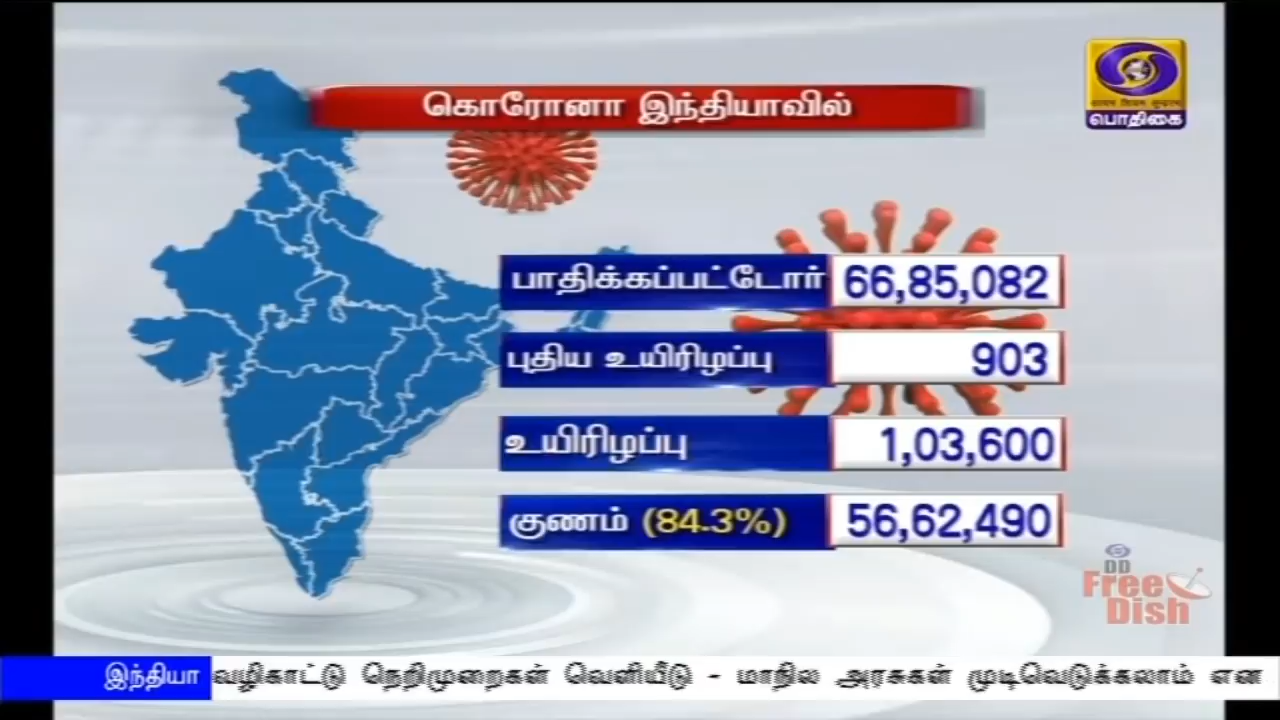 கொரோனா இந்தியாவில்
பொதிகை
பாதிக்கப்பட்டோர் 66,85,082
புதிய உயிரிழப்பு 903
உயிரிழப்பு 1,03,600
குணம் (84.3%) 56,62,490
DD
Free
Dish
இந்தியா வழிகாட்டு நெறிமுறைகள் வெளியீடு - மாநில அரசுகள் முடிவெடுக்கலாம் என